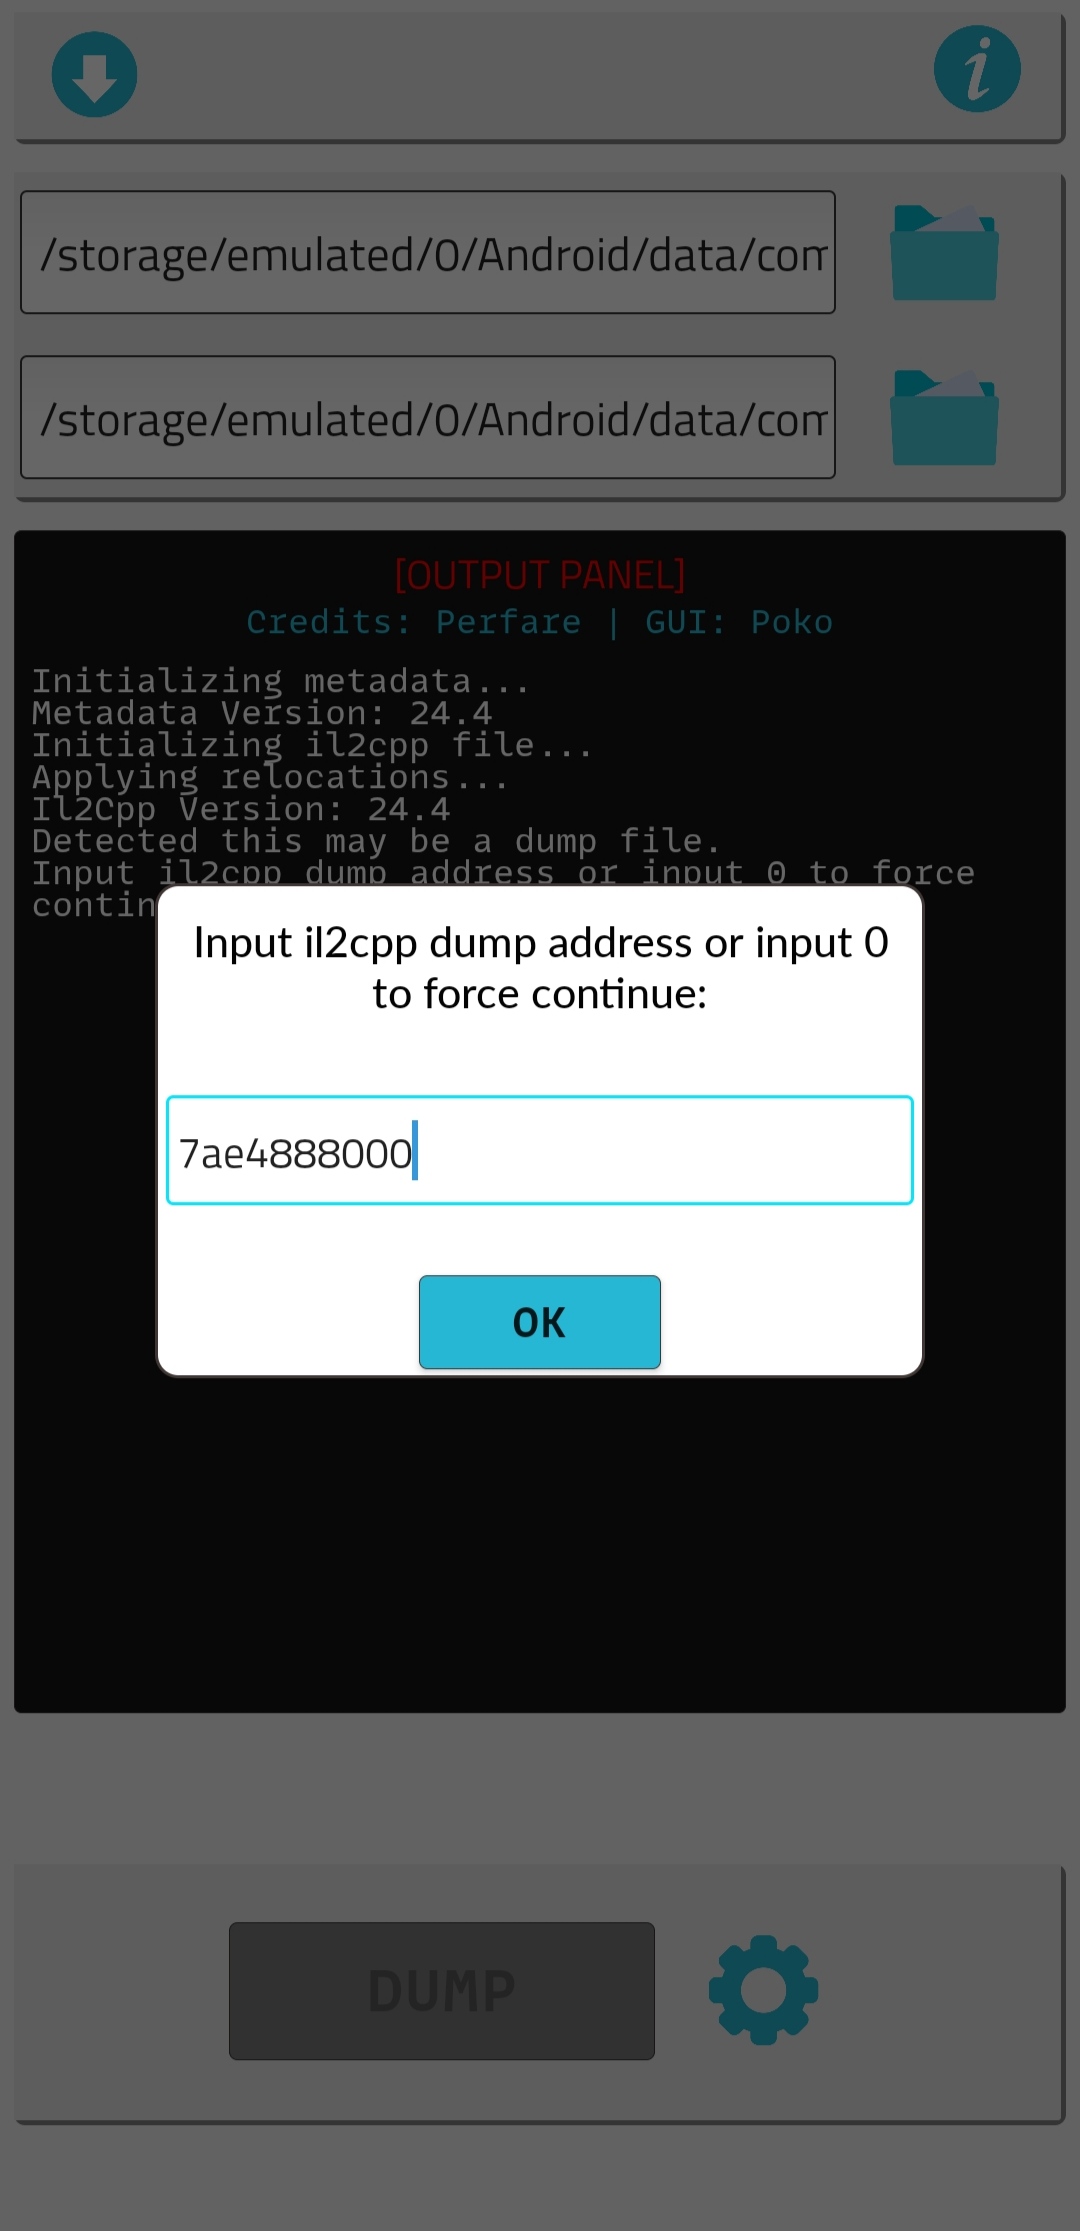 /storage/emulated/0/Android/data/com
/storage/emulated/0/Android/data/com
[OUTPUT PANEL]
Credits: Perfare | GUI: Poko
Initializing metadata...
Metadata Version: 24.4
Initializing il2cpp file...
Applying relocations...
Il2Cpp Version: 24.4
Detected this may be a dump file.
Input il2cpp dump address or input 0 to force
contin
Input il2cpp dump address or input 0
to force continue:
7ae4888000
OK
DUMP